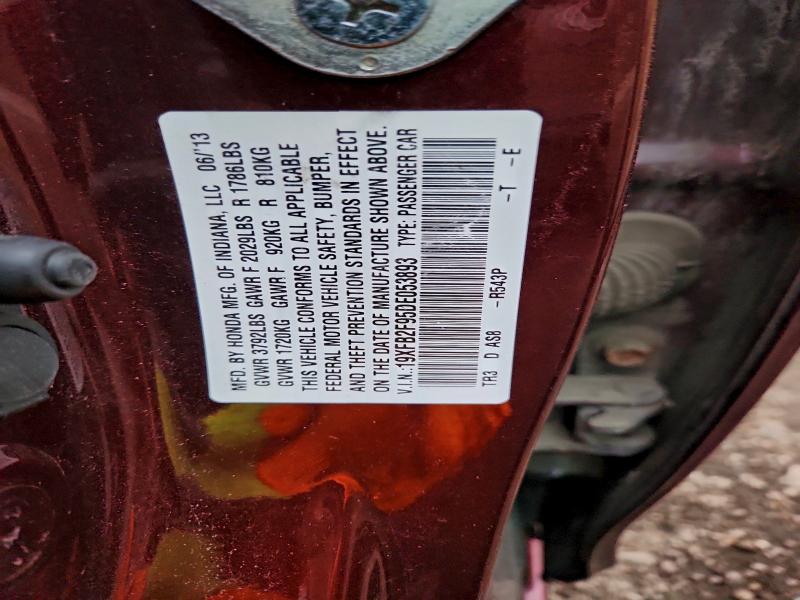 MFD. BY HONDA MFG. OF INDIANA, LLC 06/'13
GVWR 3792LBS GAWR F 2029LBS R 1786LBS
GVWR 1720KG GAWR F 920KG R 810KG
THIS VEHICLE CONFORMS TO ALL APPLICABLE
FEDERAL MOTOR VEHICLE SAFETY, BUMPER,
AND THEFT PREVENTION STANDARDS IN EFFECT
ON THE DATE OF MANUFACTURE SHOWN ABOVE.
V.I.N.:19XFB2F95DE063893 TYPE: PASSENGER CAR
TR3 D AS8 -R543P -T -E